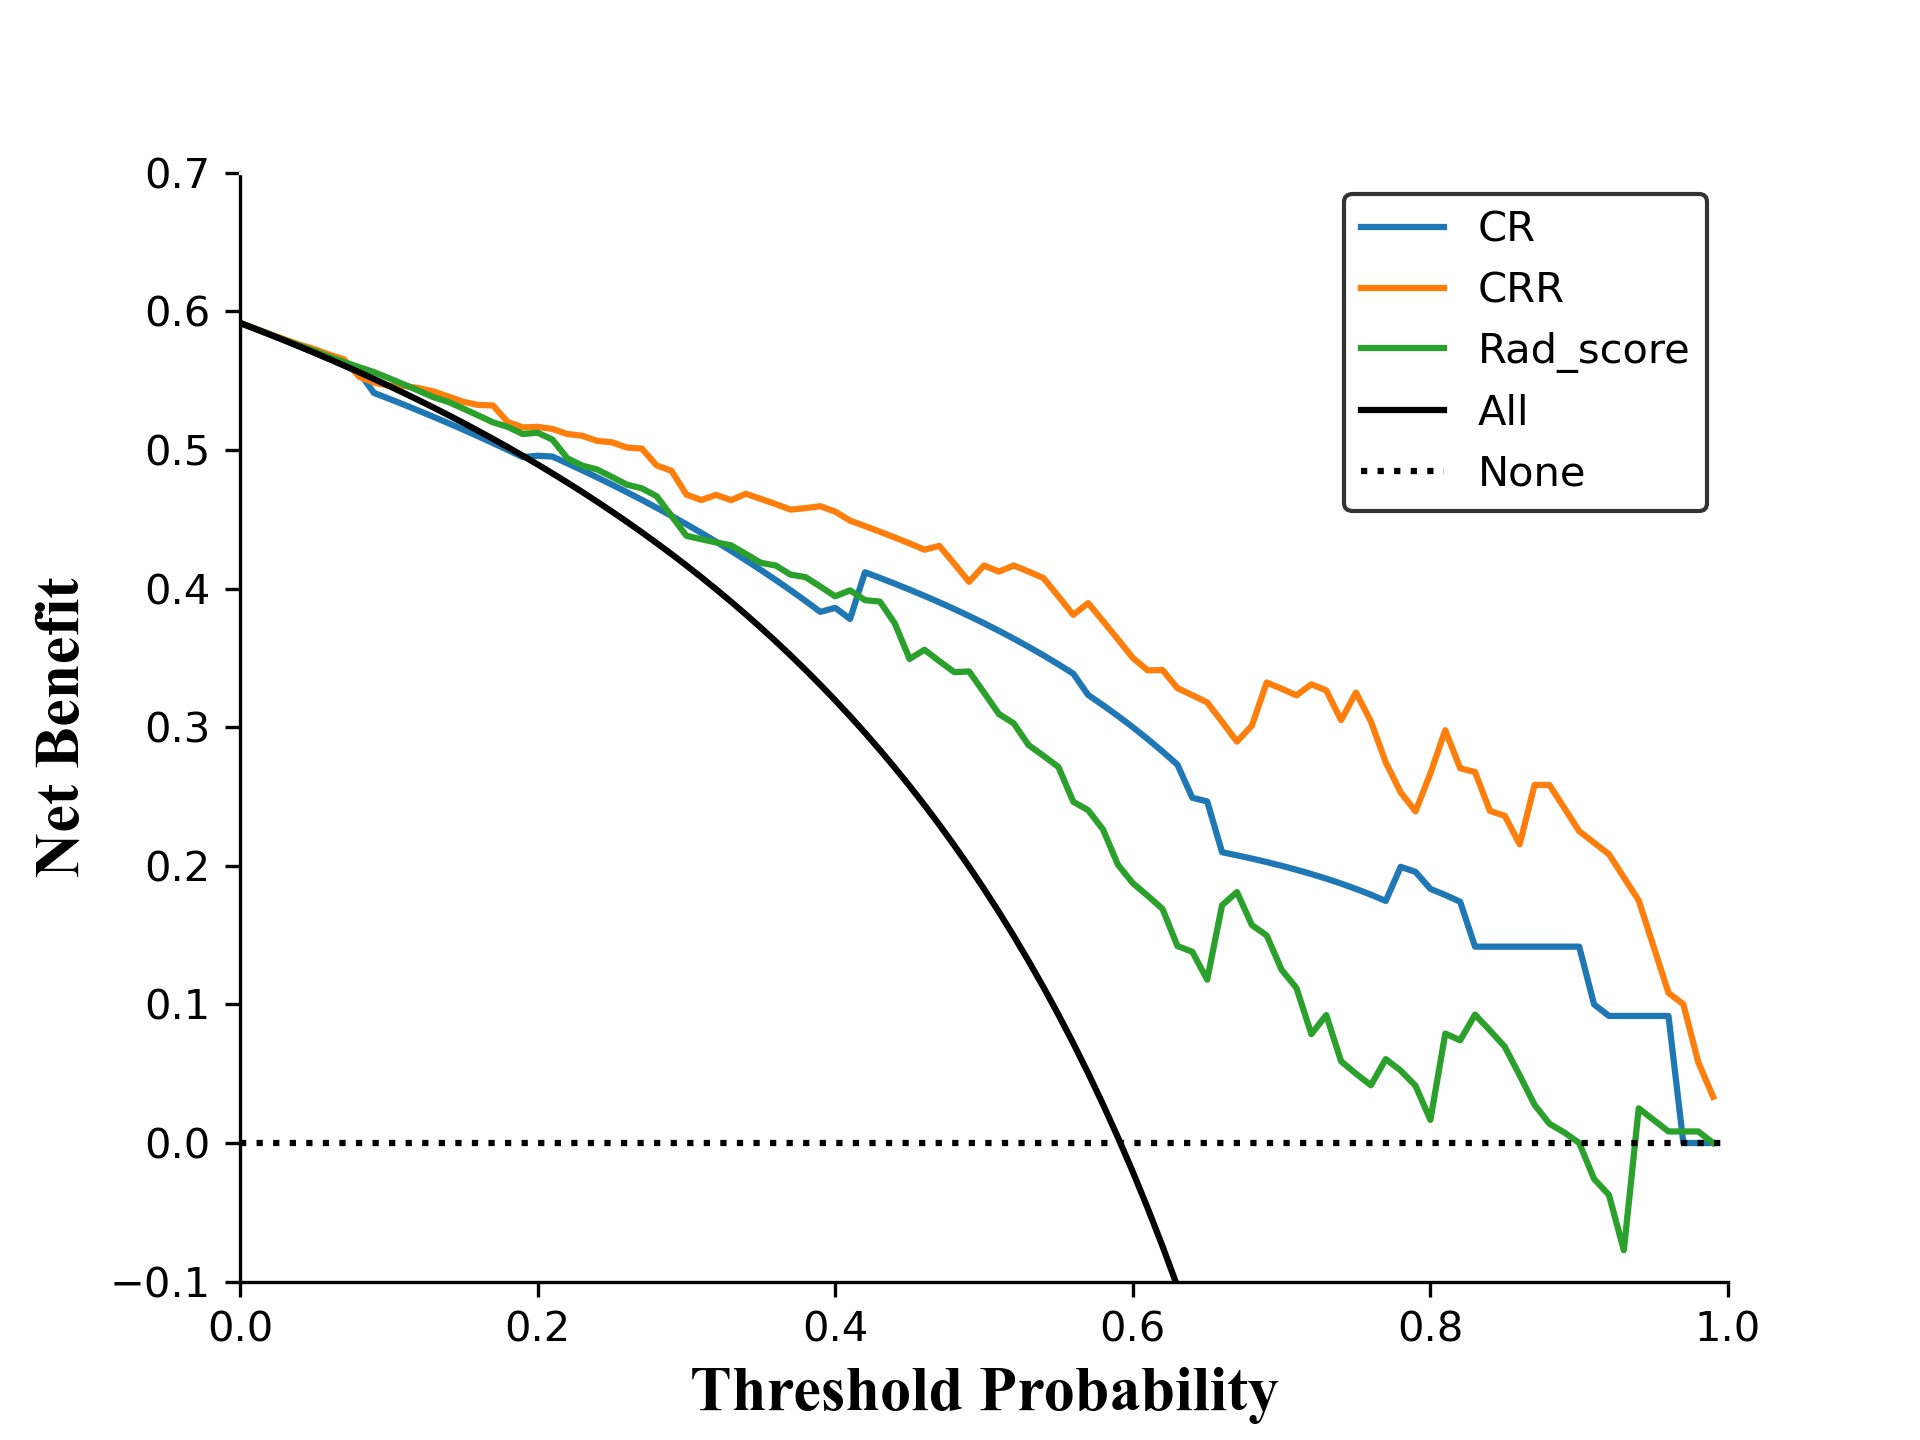 0.7
0.6
0.5
0.4
0.3
0.2
0.1
0.0
−0.1
Net Benefit
CR
CRR
Rad_score
All
None
0.0 0.2 0.4 0.6 0.8 1.0
Threshold Probability